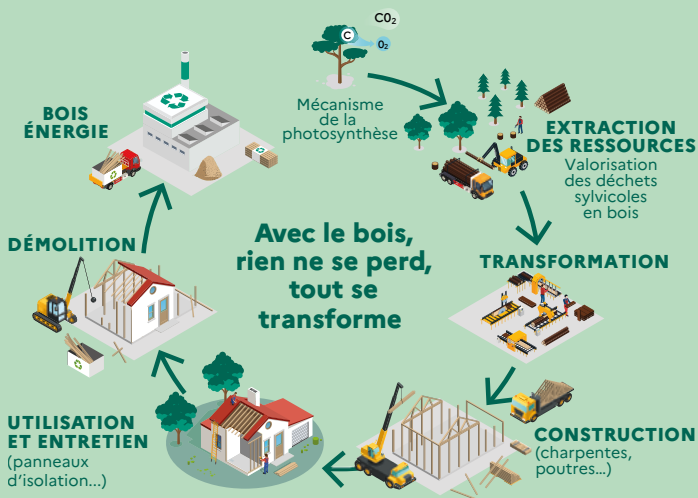 CO₂
C
O₂
Mécanisme
de la
photosynthèse
EXTRACTION
DES RESSOURCES
Valorisation
des déchets
sylvicoles
en bois
TRANSFORMATION
CONSTRUCTION
(charpentes,
poutres...)
UTILISATION
ET ENTRETIEN
(panneaux
d'isolation...)
DÉMOLITION
BOIS
ÉNERGIE
Avec le bois,
rien ne se perd,
tout se
transforme